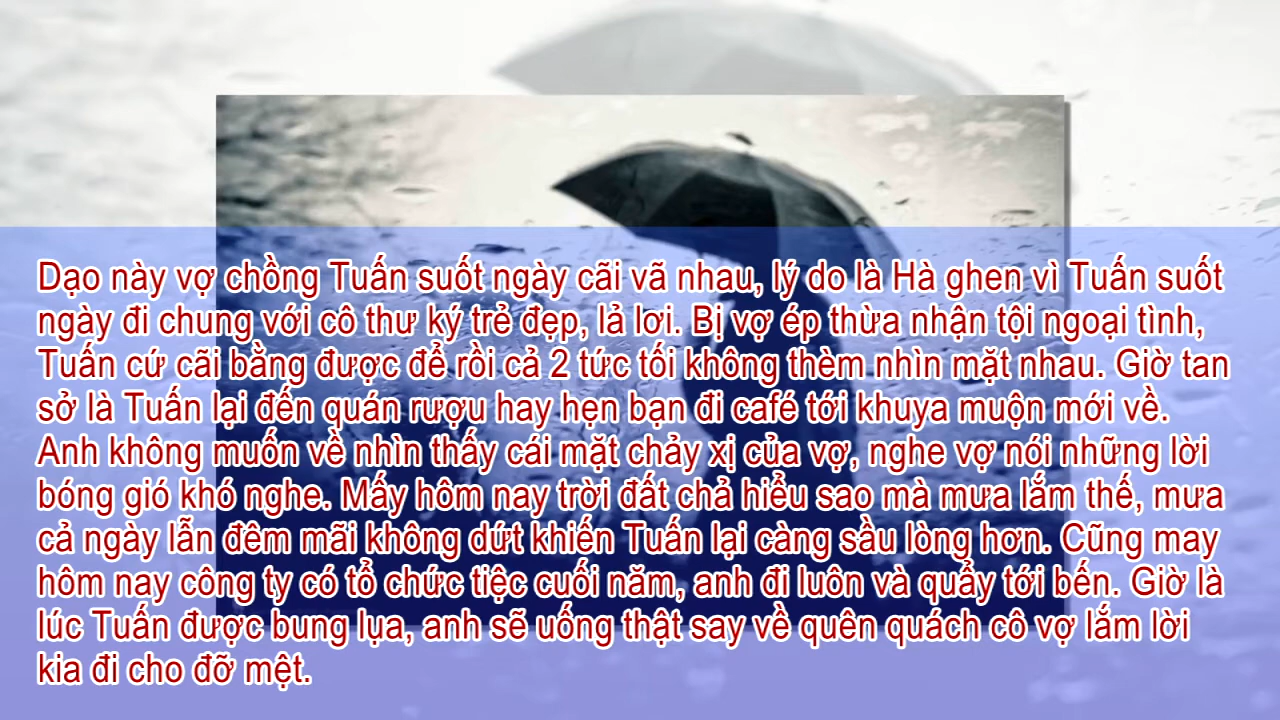 Dạo này vợ chồng Tuấn suốt ngày cãi vã nhau, lý do là Hà ghen vì Tuấn suốt
ngày đi chung với cô thư ký trẻ đẹp, lả lơi. Bị vợ ép thừa nhận tội ngoại tình,
Tuấn cứ cãi bằng được để rồi cả 2 tức tối không thèm nhìn mặt nhau. Giờ tan
sở là Tuấn lại đến quán rượu hay hẹn bạn đi café tới khuya muộn mới về.
Anh không muốn về nhìn thấy cái mặt chảy xị của vợ, nghe vợ nói những lời
bóng gió khó nghe. Mấy hôm nay trời đất chả hiểu sao mà mưa lắm thế, mưa
cả ngày lẫn đêm mãi không dứt khiến Tuấn lại càng sầu lòng hơn. Cũng may
hôm nay công ty có tổ chức tiệc cuối năm, anh đi luôn và quẩy tới bến. Giờ là
lúc Tuấn được bung lụa, anh sẽ uống thật say về quên quách cô vợ lắm lời
kia đi cho đỡ mệt.